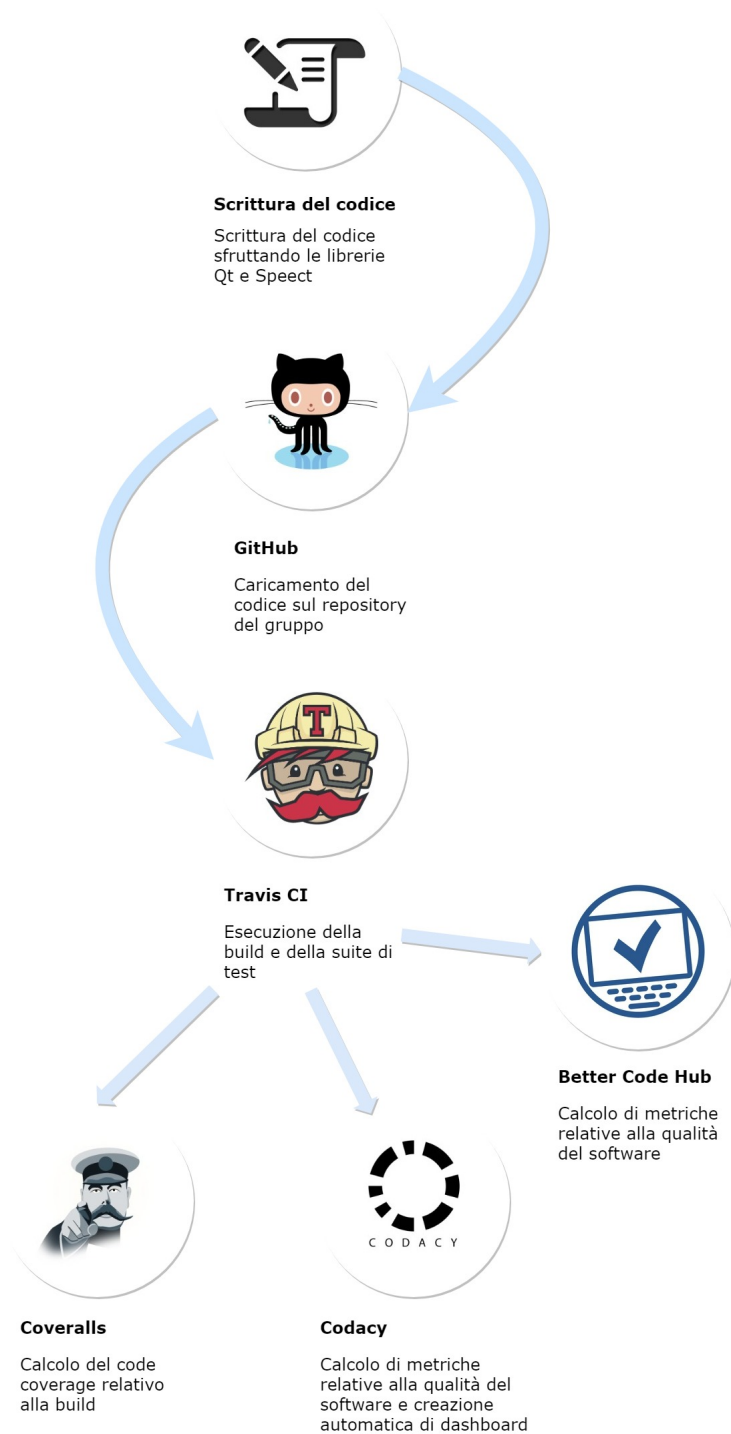 Scrittura del codice
Scrittura del codice
sfruttando le librerie
Qt e Speect
GitHub
Caricamento del
codice sul repository
del gruppo
T
Travis CI
Esecuzione della
build e della suite di
test
Better Code Hub
Calcolo di metriche
relative alla qualità
del software
CODACY
Coveralls
Calcolo del code
coverage relativo
alla build
Codacy
Calcolo di metriche
relative alla qualità del
software e creazione
automatica di dashboard